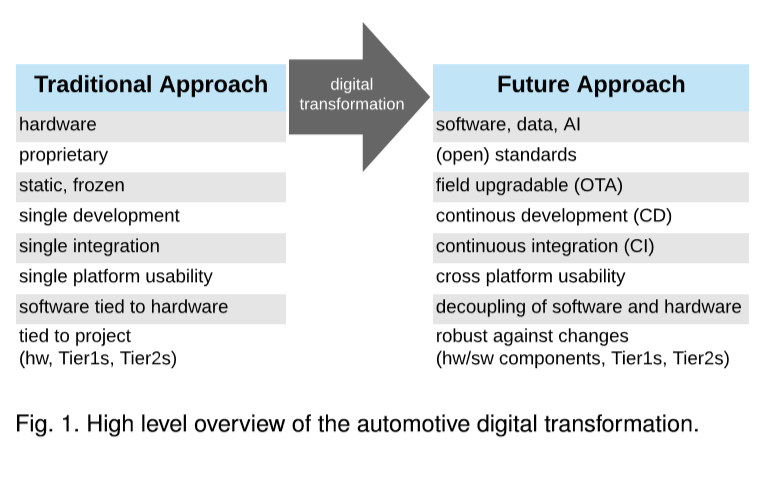 Traditional Approach
digital
transformation
Future Approach
hardware
software, data, AI
proprietary
(open) standards
static, frozen
field upgradable (OTA)
single development
continous development (CD)
single integration
continuous integration (CI)
single platform usability
cross platform usability
software tied to hardware
decoupling of software and hardware
tied to project
(hw, Tier1s, Tier2s)
robust against changes
(hw/sw components, Tier1s, Tier2s)
Fig. 1. High level overview of the automotive digital transformation.